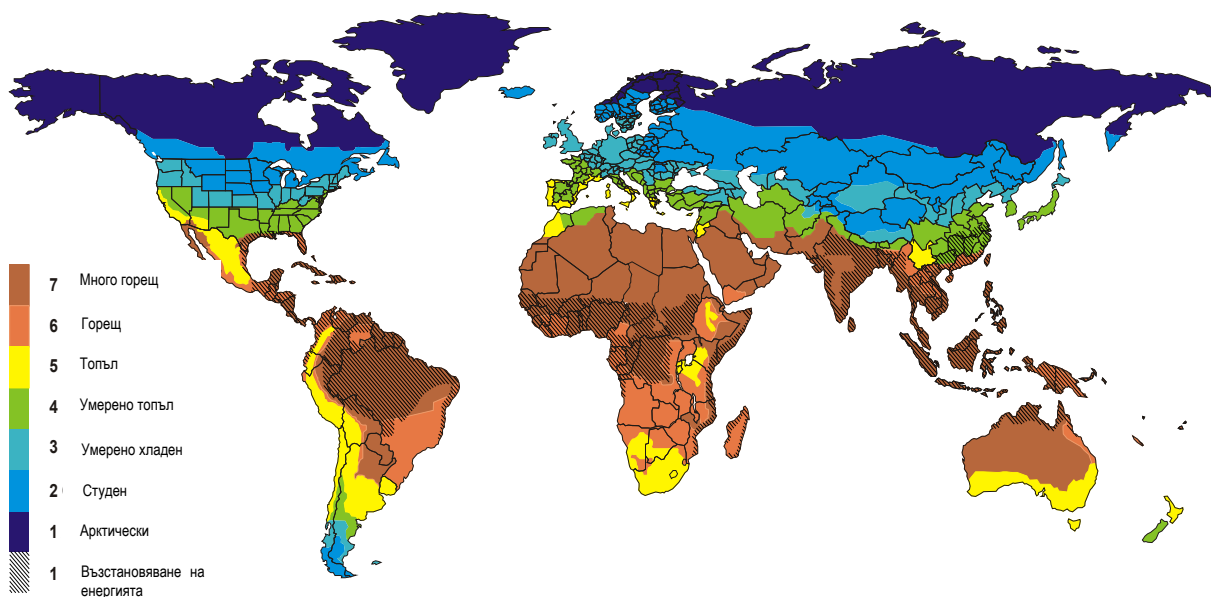 7 Много горещ
6 Горещ
5 Топъл
4 Умерено топъл
3 Умерено хладен
2 Студен
1 Арктически
1 Възстановяване на
енергията